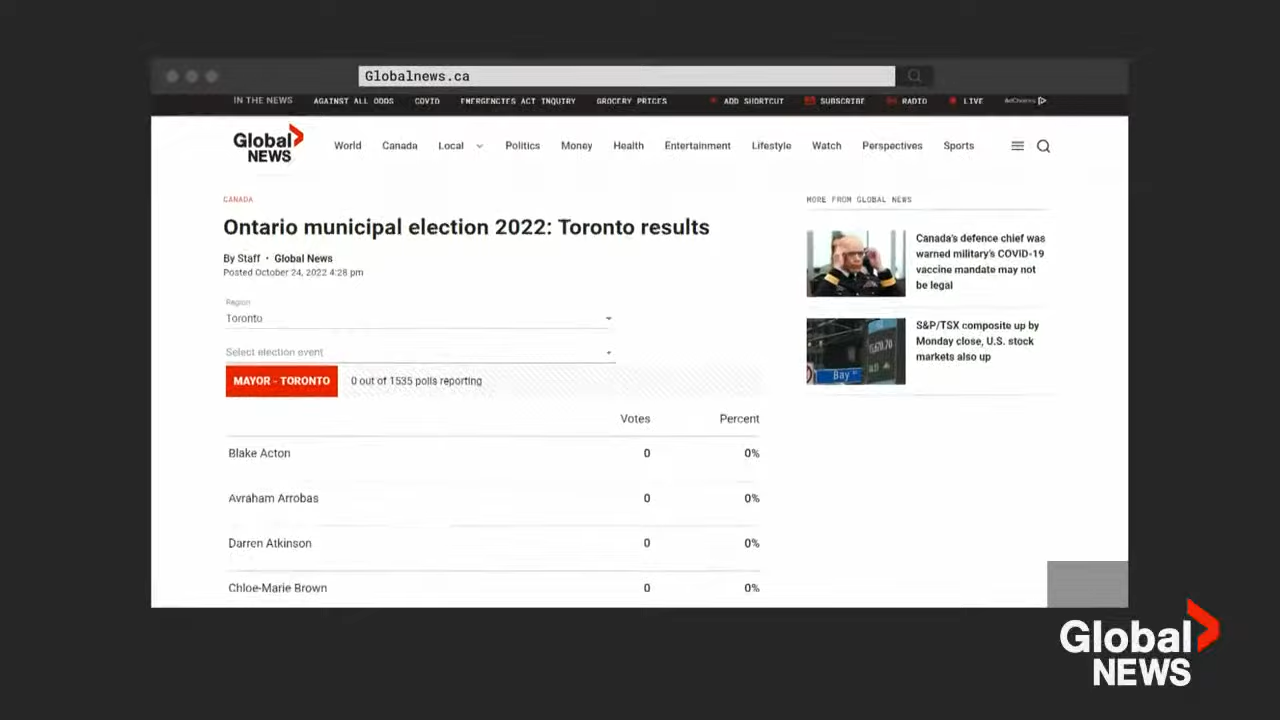 Globalnews.ca
IN THE NEWS AGAINST ALL ODDS COVID EMERGENCIES ACT INQUIRY GROCERY PRICES ADD SHORTCUT SUBSCRIBE RADIO LIVE AdChoices
Global
NEWS
World Canada Local Politics Money Health Entertainment Lifestyle Watch Perspectives Sports
CANADA
Ontario municipal election 2022: Toronto results
By Staff • Global News
Posted October 24, 2022 4:28 pm
Region
Toronto
Select election event
MAYOR - TORONTO 0 out of 1535 polls reporting
Votes Percent
Blake Acton 0 0%
Avraham Arrobas 0 0%
Darren Atkinson 0 0%
Chloe-Marie Brown 0 0%
MORE FROM GLOBAL NEWS
Canada's defence chief was
warned military's COVID-19
vaccine mandate may not
be legal
S&P/TSX composite up by
Monday close, U.S. stock
markets also up
Bay
Global
NEWS